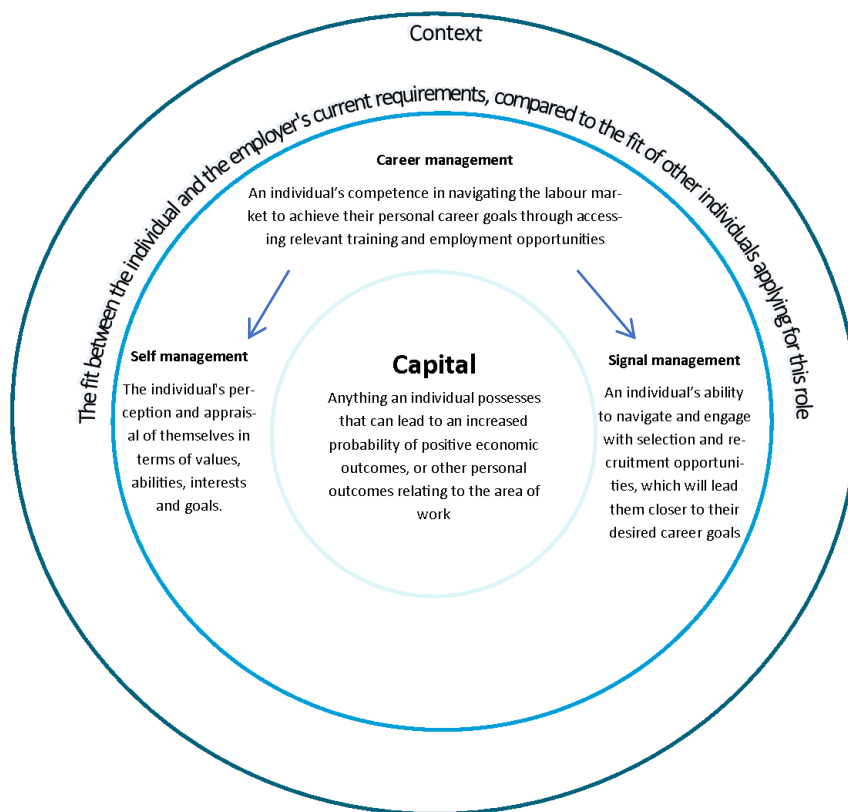 Context
The fit between the individual and the employer's current requirements, compared to the fit of other individuals applying for this role
Career management
An individual’s competence in navigating the labour mar-
ket to achieve their personal career goals through access-
ing relevant training and employment opportunities
Self management
The individual's per-
ception and apprais-
al of themselves in
terms of values,
abilities, interests
and goals.
Capital
Anything an individual possesses
that can lead to an increased
probability of positive economic
outcomes, or other personal
outcomes relating to the area of
work
Signal management
An individual’s ability
to navigate and engage
with selection and re-
cruitment opportuni-
ties, which will lead
them closer to their
desired career goals